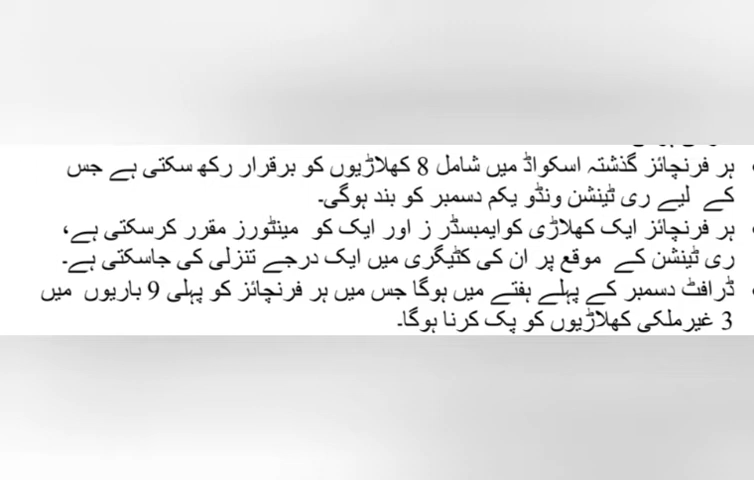 ہر فرنچائز گذشتہ اسکواڈ میں شامل 8 کھلاڑیوں کو برقرار رکھ سکتی ہے جس
کے لیے ری ٹینشن ونڈو یکم دسمبر کو بند ہوگی۔
ہر فرنچائز ایک کھلاڑی کوایمبسڈر ز اور ایک کو مینٹورز مقرر کرسکتی ہے،
ری ٹینشن کے موقع پر ان کی کٹیگری میں ایک درجے تنزلی کی جاسکتی ہے۔
ڈرافٹ دسمبر کے پہلے ہفتے میں ہوگا جس میں ہر فرنچائز کو پہلی 9 باریوں میں
3 غیرملکی کھلاڑیوں کو پک کرنا ہوگا۔